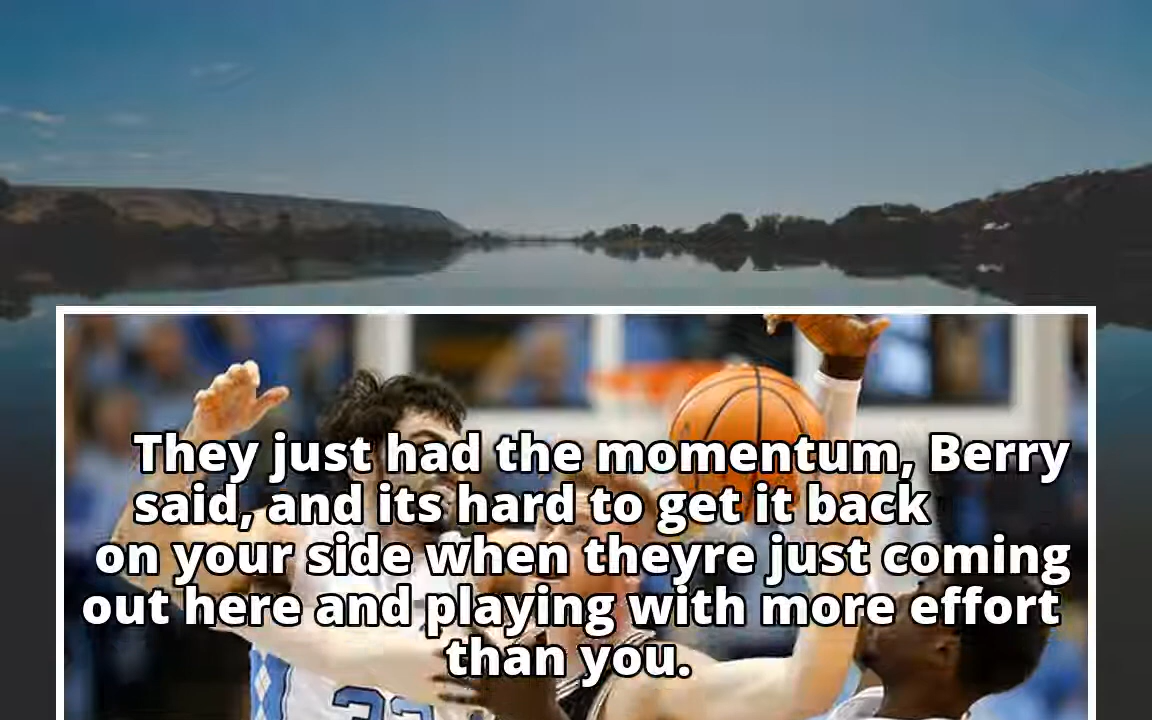 They just had the momentum, Berry
said, and its hard to get it back
on your side when theyre just coming
out here and playing with more effort
than you.
32